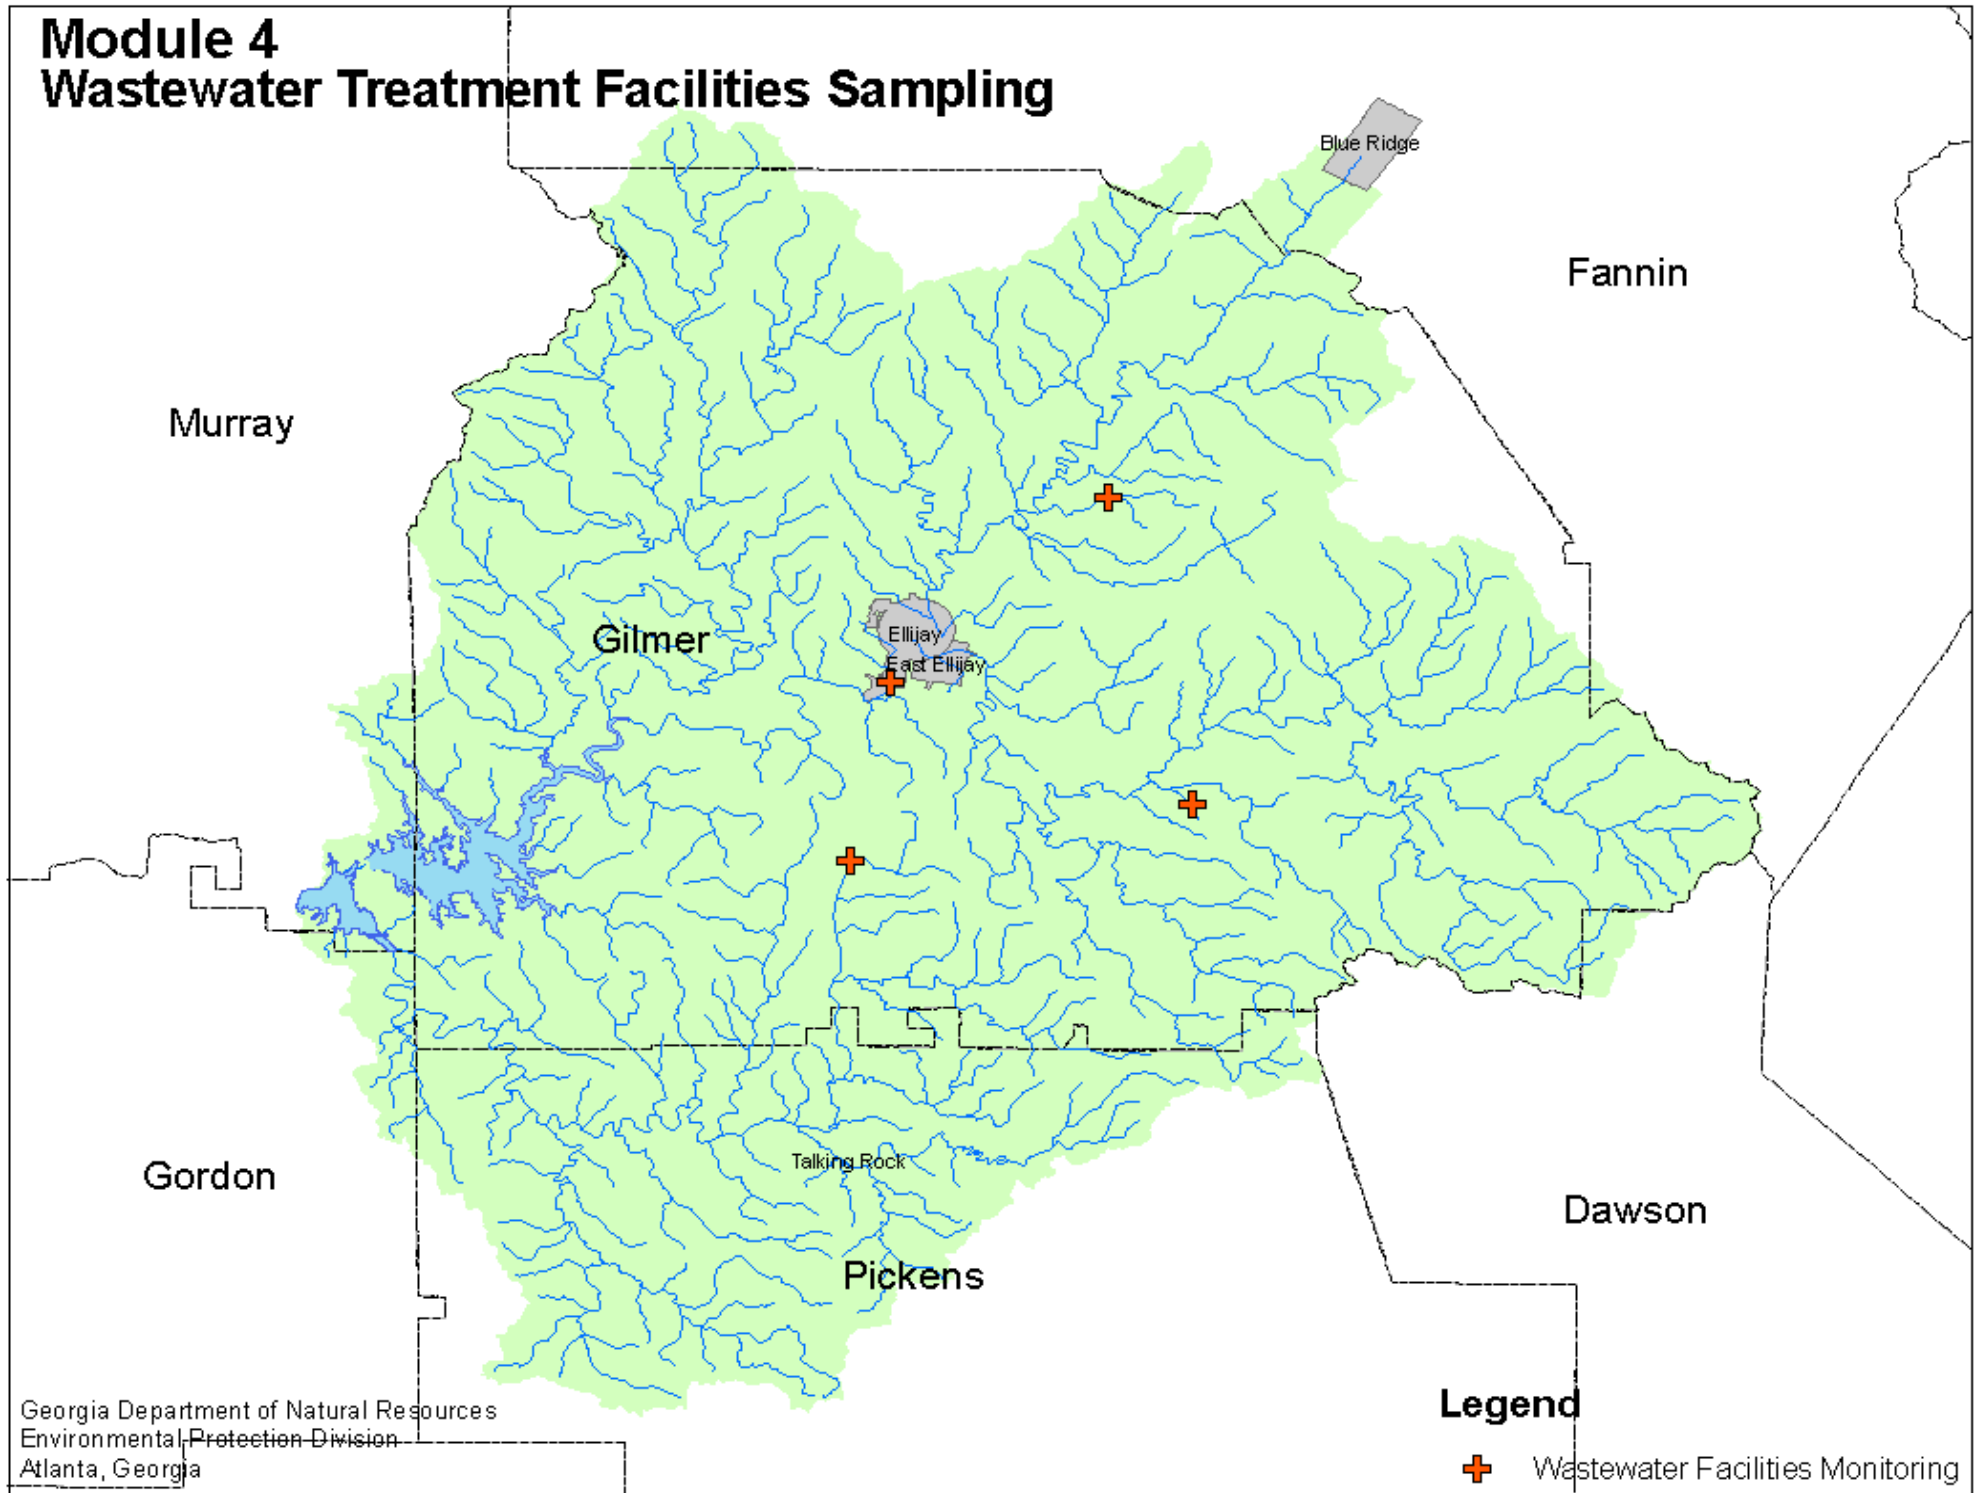 Module 4
Wastewater Treatment Facilities Sampling
Blue Ridge
Fannin
Murray
Gilmer
Ellijay
East Ellijay
Talking Rock
Gordon
Dawson
Pickens
Georgia Department of Natural Resources
Environmental Protection Division
Atlanta, Georgia
Legend
Wastewater Facilities Monitoring